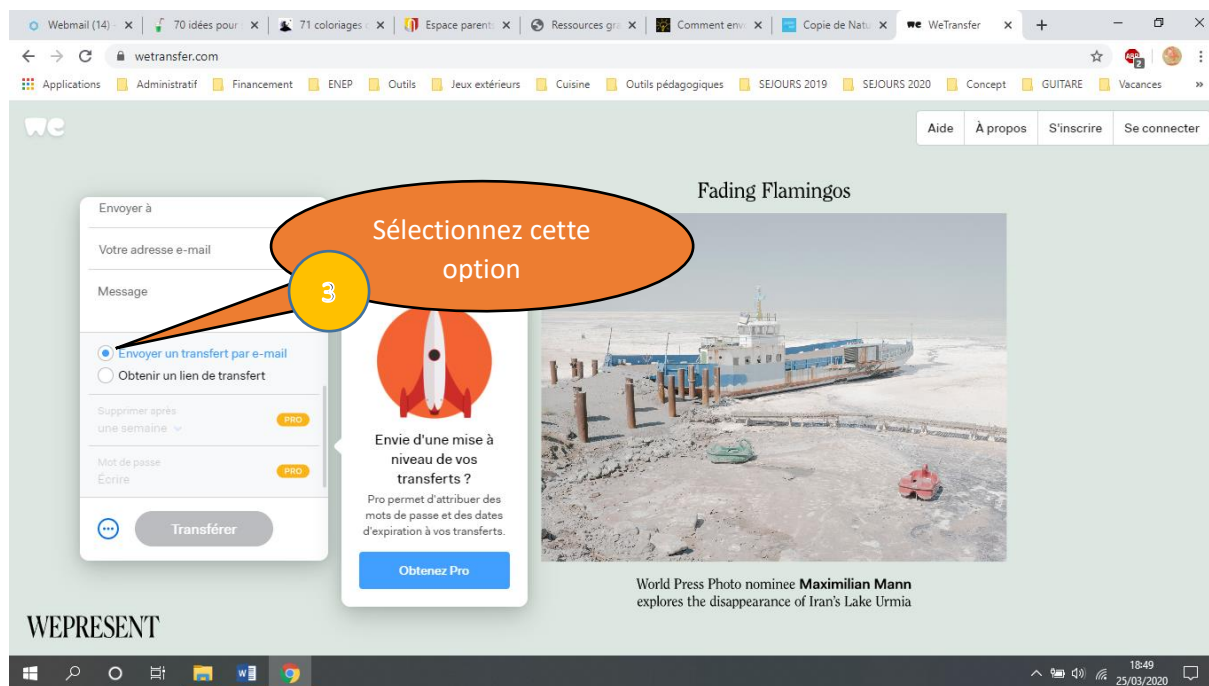 Webmail (14) -
70 idées pour
71 coloriages
Espace parent
Ressources gra
Comment env
Copie de Natu
WeTransfer
wetransfer.com
ABP
2
Applications
Administratif
Financement
ENEP
Outils
Jeux extérieurs
Cuisine
Outils pédagogiques
SEJOURS 2019
SEJOURS 2020
Concept
GUITARE
Vacances
»
we
Aide
À propos
S'inscrire
Se connecter
Envoyer à
Votre adresse e-mail
Message
Envoyer un transfert par e-mail
Obtenir un lien de transfert
Supprimer après
une semaine
PRO
Mot de passe
Écrire
PRO
Transférer
Sélectionnez cette
option
3
Envie d'une mise à
niveau de vos
transferts ?
Pro permet d'attribuer des
mots de passe et des dates
d'expiration à vos transferts.
Obtenez Pro
Fading Flamingos
World Press Photo nominee Maximilian Mann
explores the disappearance of Iran's Lake Urmia
WEPRESENT
18:49
25/03/2020